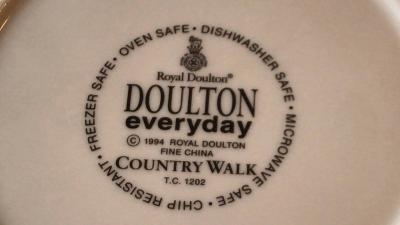 CHIP RESISTANT • FREEZER SAFE • OVEN SAFE • DISHWASHER SAFE • MICROWAVE SAFE •
Royal Doulton®
DOULTON
everyday
© 1994 ROYAL DOULTON
FINE CHINA
COUNTRY WALK
T.C. 1202